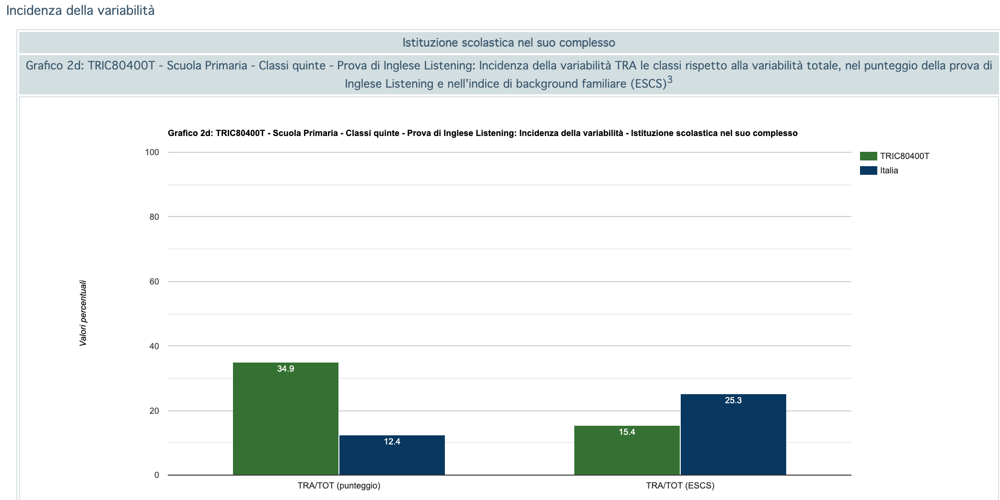 Incidenza della variabilità
Istituzione scolastica nel suo complesso
Grafico 2d: TRIC80400T - Scuola Primaria - Classi quinte - Prova di Inglese Listening: Incidenza della variabilità TRA le classi rispetto alla variabilità totale, nel punteggio della prova di
Inglese Listening e nell'indice di background familiare (ESCS)3
Grafico 2d: TRIC80400T - Scuola Primaria - Classi quinte - Prova di Inglese Listening: Incidenza della variabilità - Istituzione scolastica nel suo complesso
TRIC80400T
Italia
Valori percentuali
100
80
60
40
20
0
34.9
12.4
15.4
25.3
TRA/TOT (punteggio)
TRA/TOT (ESCS)